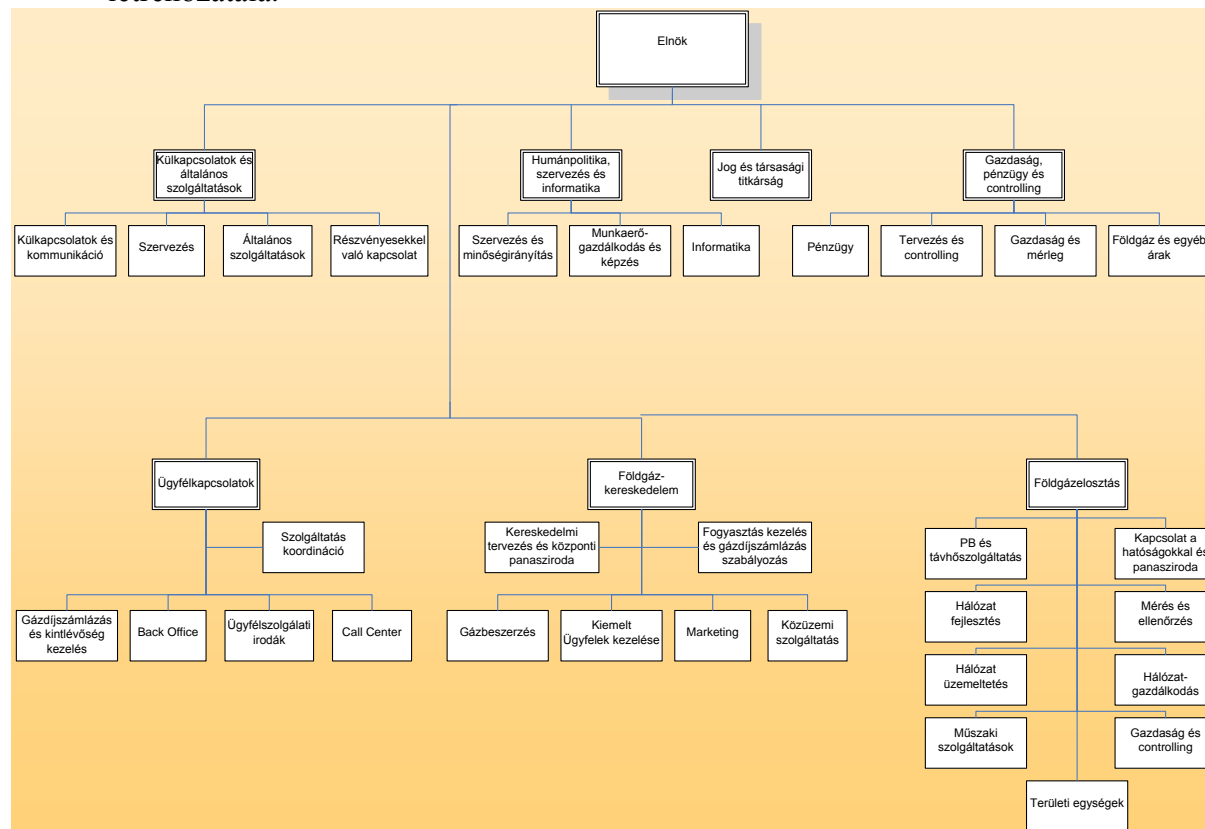 létrehozatala.
Elnök
Külkapcsolatok és
általános
szolgáltatások
Humánpolitika,
szervezés és
informatika
Jog és társasági
titkárság
Gazdaság,
pénzügy és
controlling
Külkapcsolatok és
kommunikáció
Szervezés
Általános
szolgáltatások
Részvényesekkel
való kapcsolat
Szervezés és
minőségirányítás
Munkaerő-
gazdálkodás és
képzés
Informatika
Pénzügy
Tervezés és
controlling
Gazdaság és
mérleg
Földgáz és egyéb
árak
Ügyfélkapcsolatok
Földgáz-
kereskedelem
Földgázelosztás
Szolgáltatás
koordináció
Kereskedelmi
tervezés és központi
panasziroda
Fogyasztás kezelés
és gázdíjszámlázás
szabályozás
PB és
távhőszolgáltatás
Kapcsolat a
hatóságokkal és
panasziroda
Gázdíjszámlázás
és kintlévőség
kezelés
Back Office
Ügyfélszolgálati
irodák
Call Center
Gázbeszerzés
Kiemelt
Ügyfelek kezelése
Marketing
Közüzemi
szolgáltatás
Hálózat
fejlesztés
Mérés és
ellenőrzés
Hálózat
üzemeltetés
Hálózat-
gazdálkodás
Műszaki
szolgáltatások
Gazdaság és
controlling
Területi egységek